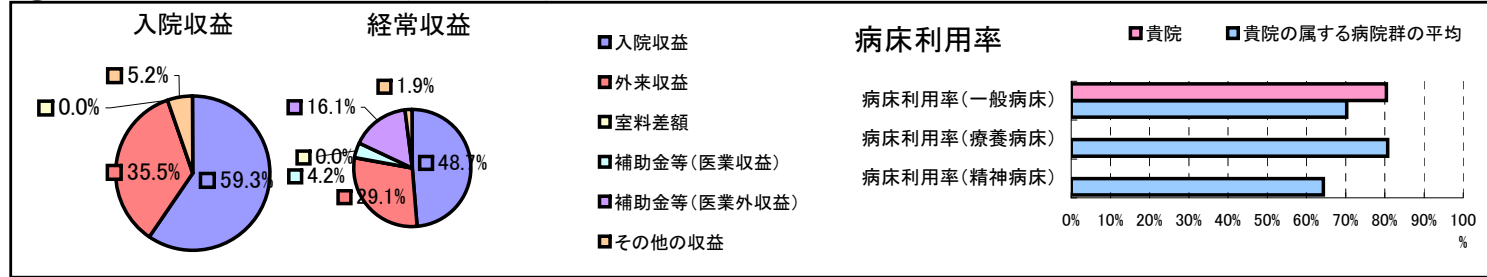 入院収益
5.2%
0.0%
35.5%
59.3%
経常収益
1.9%
16.1%
0.0%
4.2%
29.1%
48.7%
入院収益
外来収益
室料差額
補助金等(医業収益)
補助金等(医業外収益)
その他の収益
病床利用率
貴院 貴院の属する病院群の平均
病床利用率(一般病床)
病床利用率(療養病床)
病床利用率(精神病床)
0% 10% 20% 30% 40% 50% 60% 70% 80% 90% 100
%